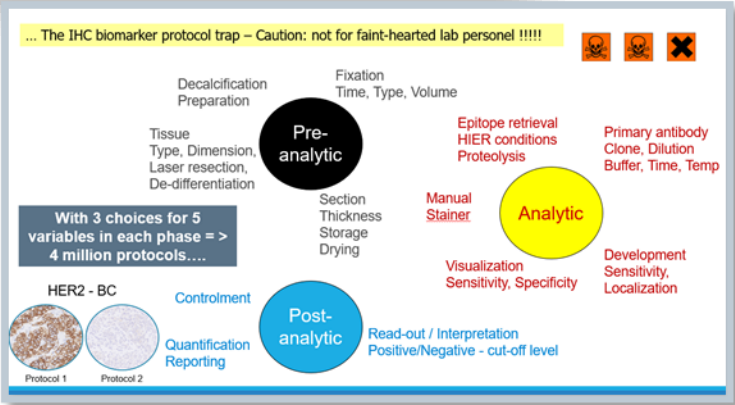 ... The IHC biomarker protocol trap – Caution: not for faint-hearted lab personel !!!!!
Decalcification
Preparation
Fixation
Time, Type, Volume
Tissue
Type, Dimension,
Laser resection,
De-differentiation
Pre-
analytic
Section
Thickness
Storage
Drying
Epitope retrieval
HIER conditions
Proteolysis
Primary antibody
Clone, Dilution
Buffer, Time, Temp
Manual
Stainer
Analytic
Visualization
Sensitivity, Specificity
Development
Sensitivity,
Localization
With 3 choices for 5
variables in each phase = >
4 million protocols….
HER2 - BC
Protocol 1
Protocol 2
Controlment
Quantification
Reporting
Post-
analytic
Read-out / Interpretation
Positive/Negative - cut-off level